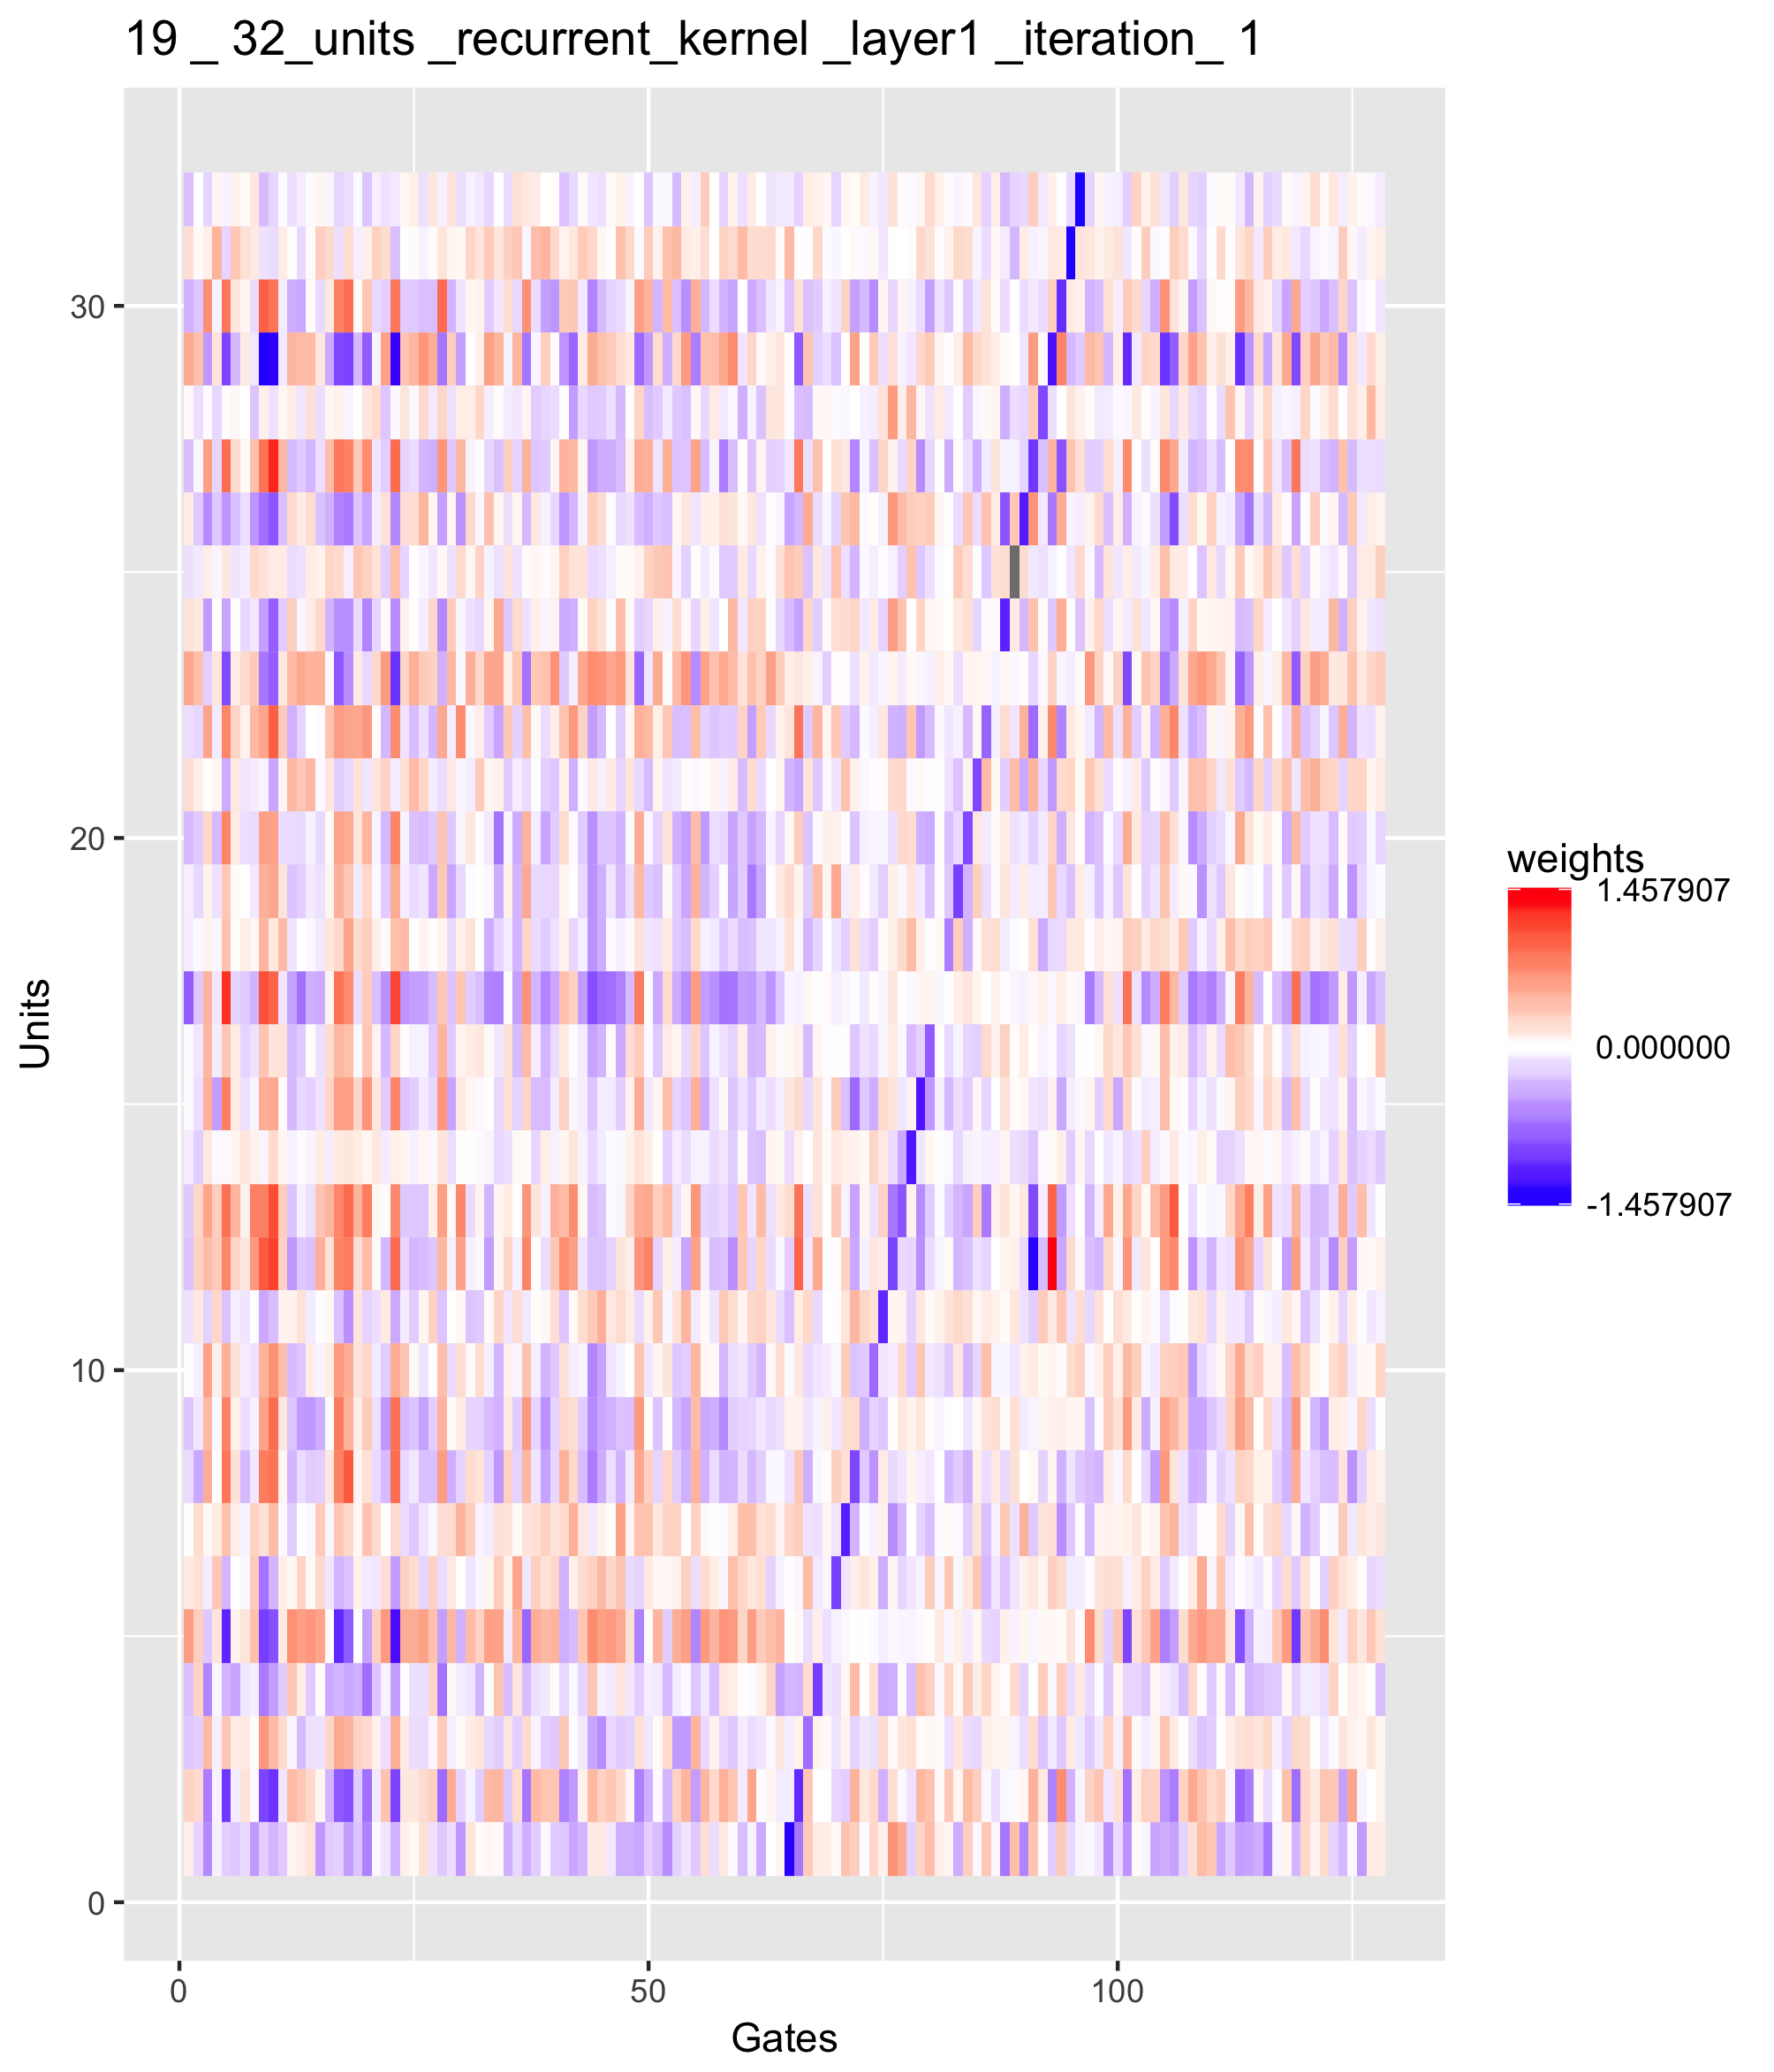 19 _ 32_units _recurrent_kernel _layer1 _iteration_ 1
30
20
10
0
Units
0 50 100
Gates
weights
1.457907
0.000000
-1.457907